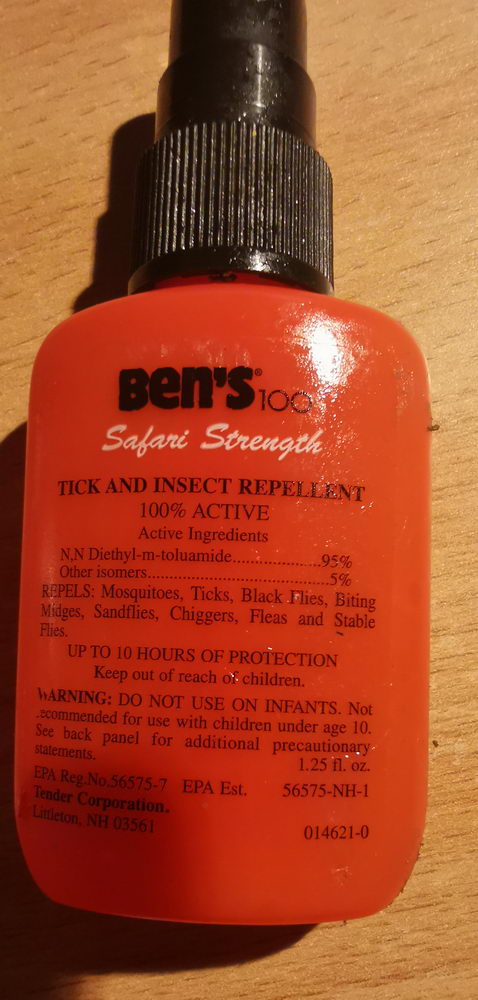 Ben's® 100
Safari Strength
TICK AND INSECT REPELLENT
100% ACTIVE
Active Ingredients
N,N Diethyl-m-toluamide......................95%
Other isomers.............................................5%
REPELS: Mosquitoes, Ticks, Black Flies, Biting
Midges, Sandflies, Chiggers, Fleas and Stable
Flies.
UP TO 10 HOURS OF PROTECTION
Keep out of reach of children.
WARNING: DO NOT USE ON INFANTS. Not
recommended for use with children under age 10.
See back panel for additional precautionary
statements. 1.25 fl. oz.
EPA Reg.No.56575-7 EPA Est. 56575-NH-1
Tender Corporation.
Littleton, NH 03561 014621-0